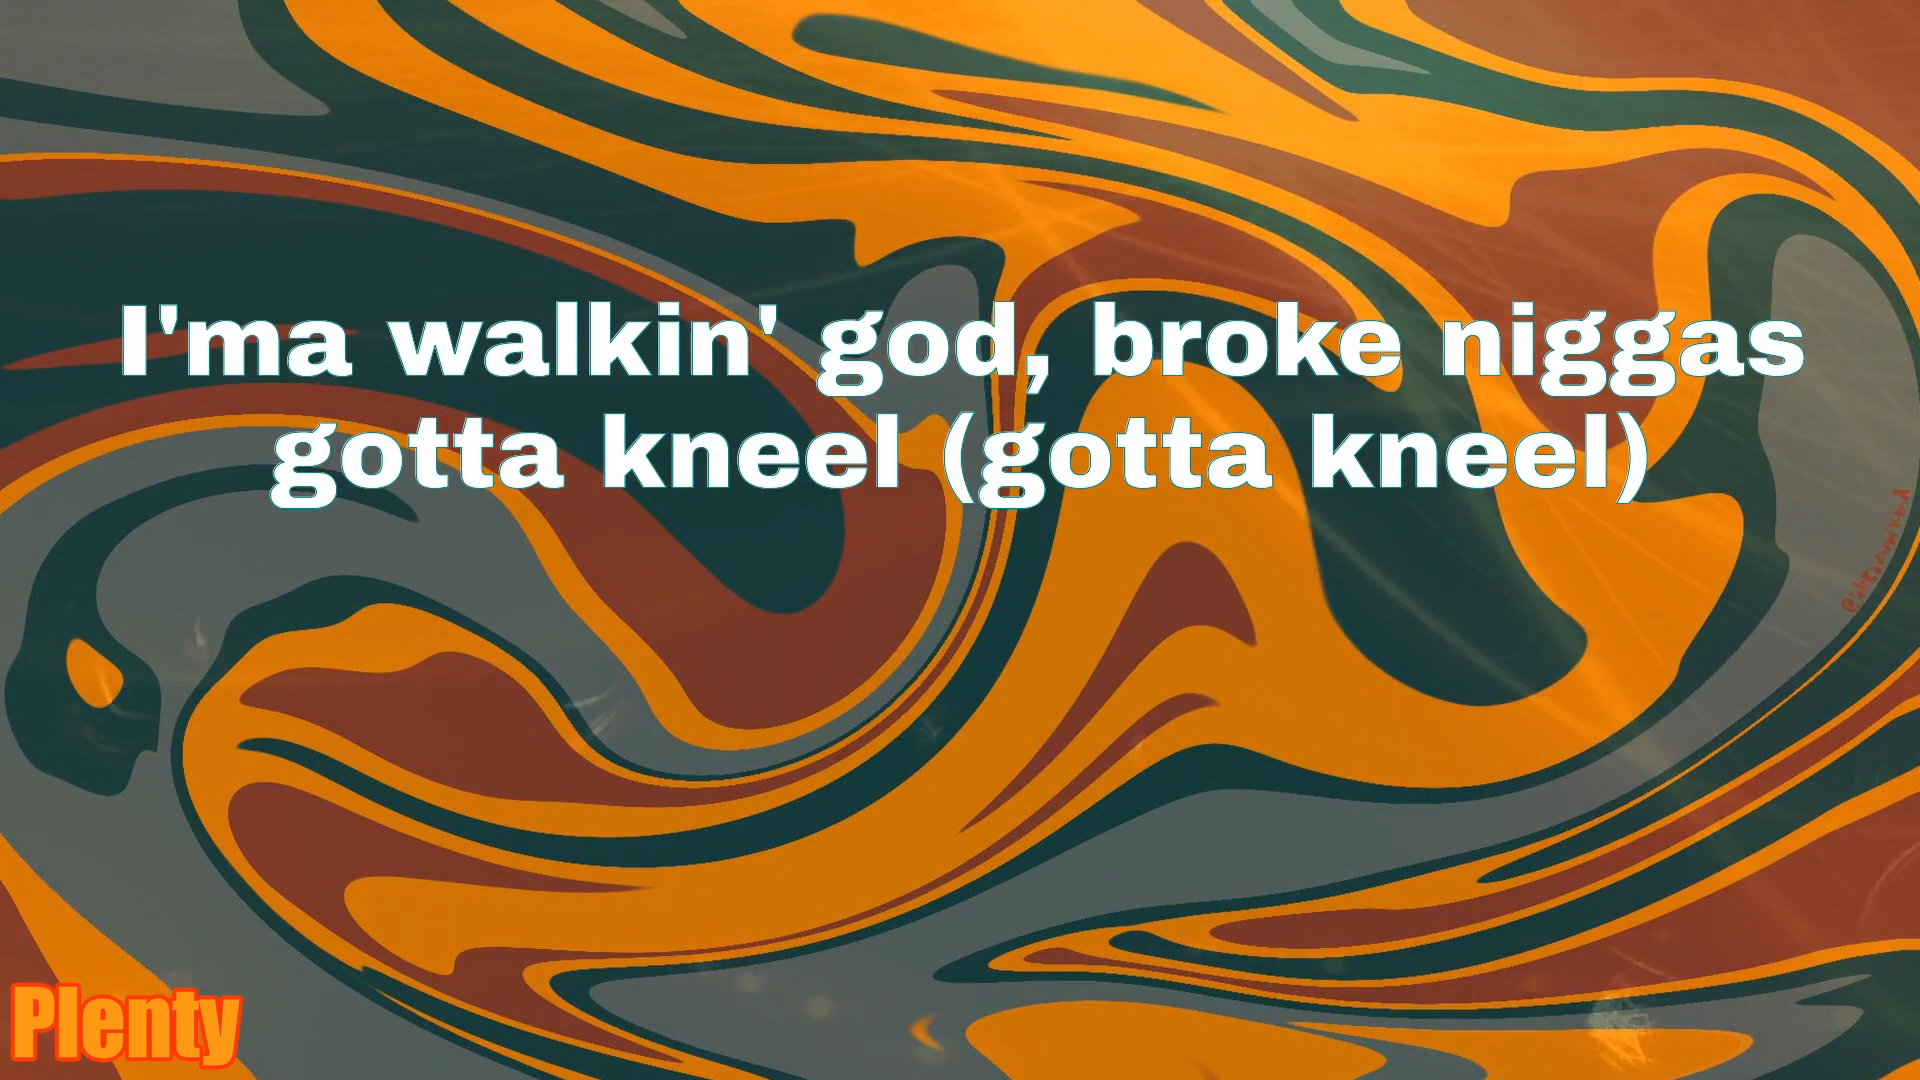 I'ma walkin' god, broke niggas
gotta kneel (gotta kneel)
Plenty